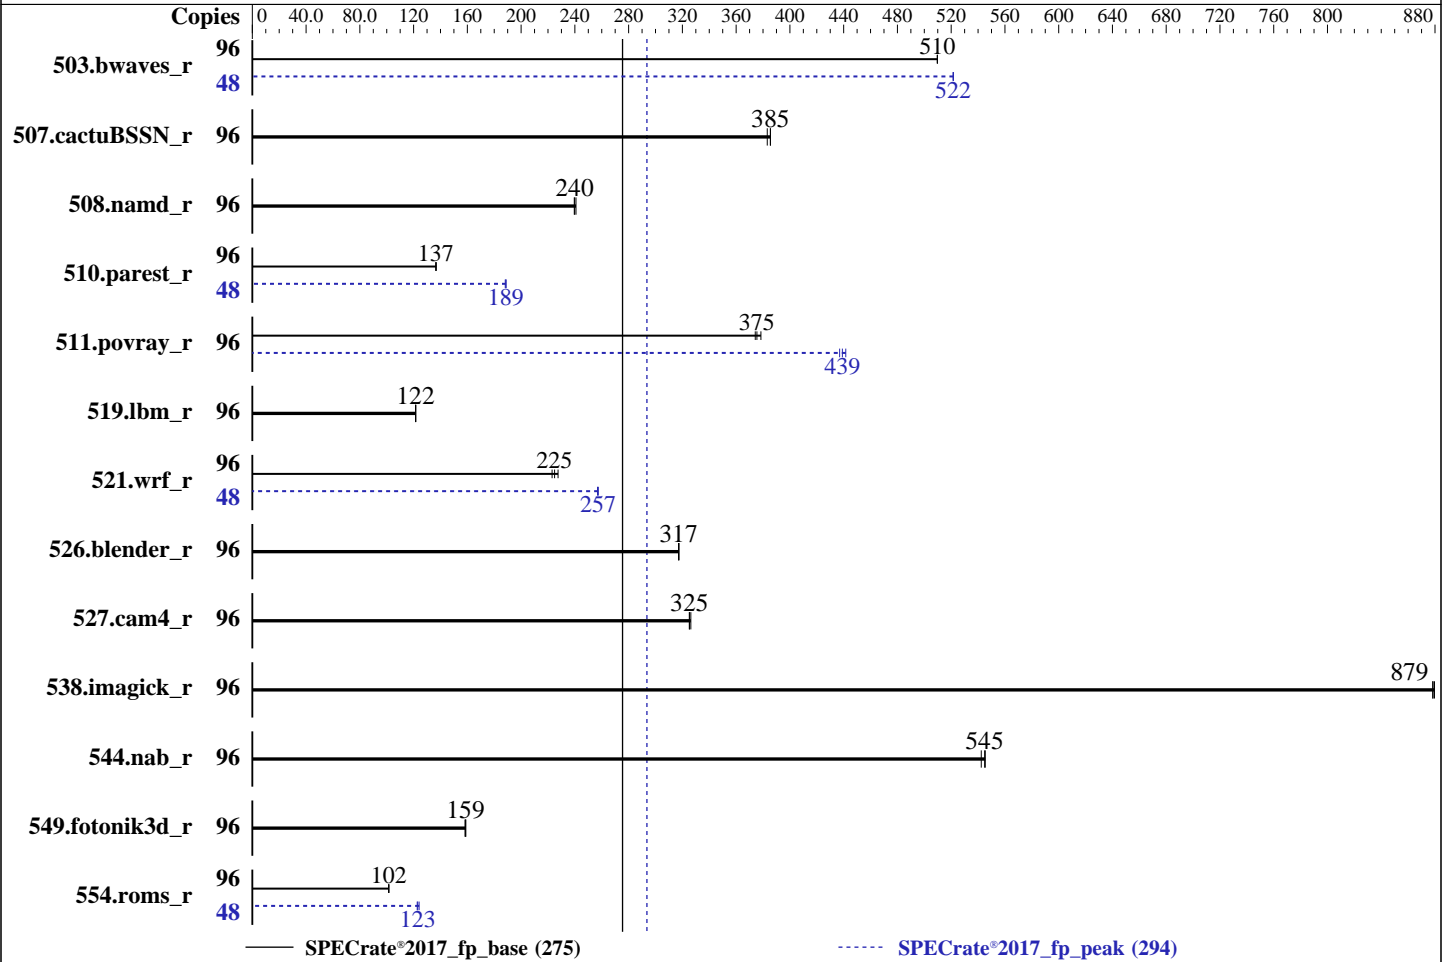 Copies 0 40.0 80.0 120 160 200 240 280 320 360 400 440 480 520 560 600 640 680 720 760 800 880
503.bwaves_r 96 510
48 522
507.cactuBSSN_r 96 385
508.namd_r 96 240
510.parest_r 96 137
48 189
511.povray_r 96 375
439
519.lbm_r 96 122
521.wrf_r 96 225
48 257
526.blender_r 96 317
527.cam4_r 96 325
538.imagick_r 96 879
544.nab_r 96 545
549.fotonik3d_r 96 159
554.roms_r 96 102
48 123
SPECrate®2017_fp_base (275) SPECrate®2017_fp_peak (294)